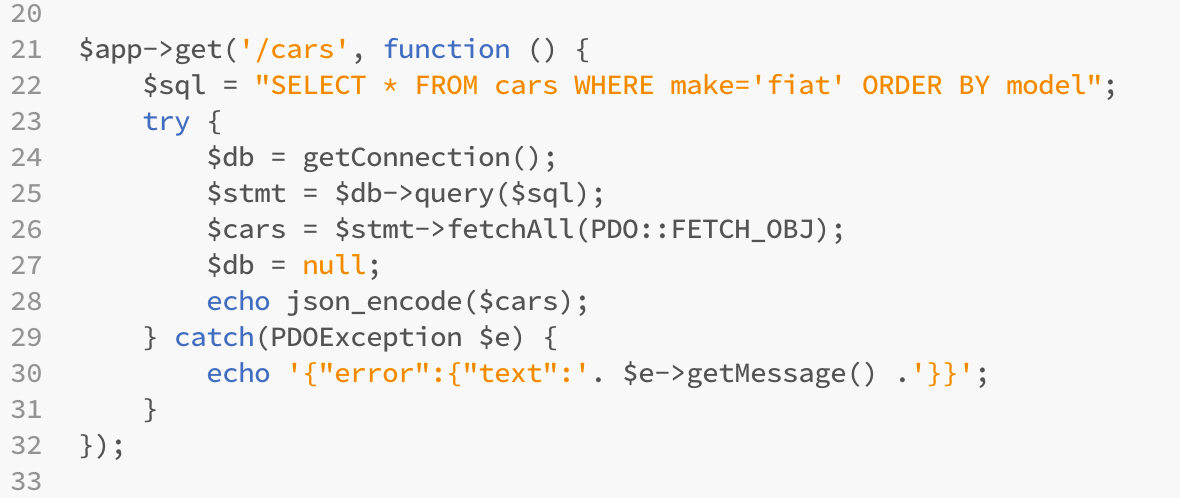 20
21 $app->get('/cars', function () {
22     $sql = "SELECT * FROM cars WHERE make='fiat' ORDER BY model";
23     try {
24         $db = getConnection();
25         $stmt = $db->query($sql);
26         $cars = $stmt->fetchAll(PDO::FETCH_OBJ);
27         $db = null;
28         echo json_encode($cars);
29     } catch(PDOException $e) {
30         echo '{"error":{"text":'. $e->getMessage() .'}}';
31     }
32 });
33